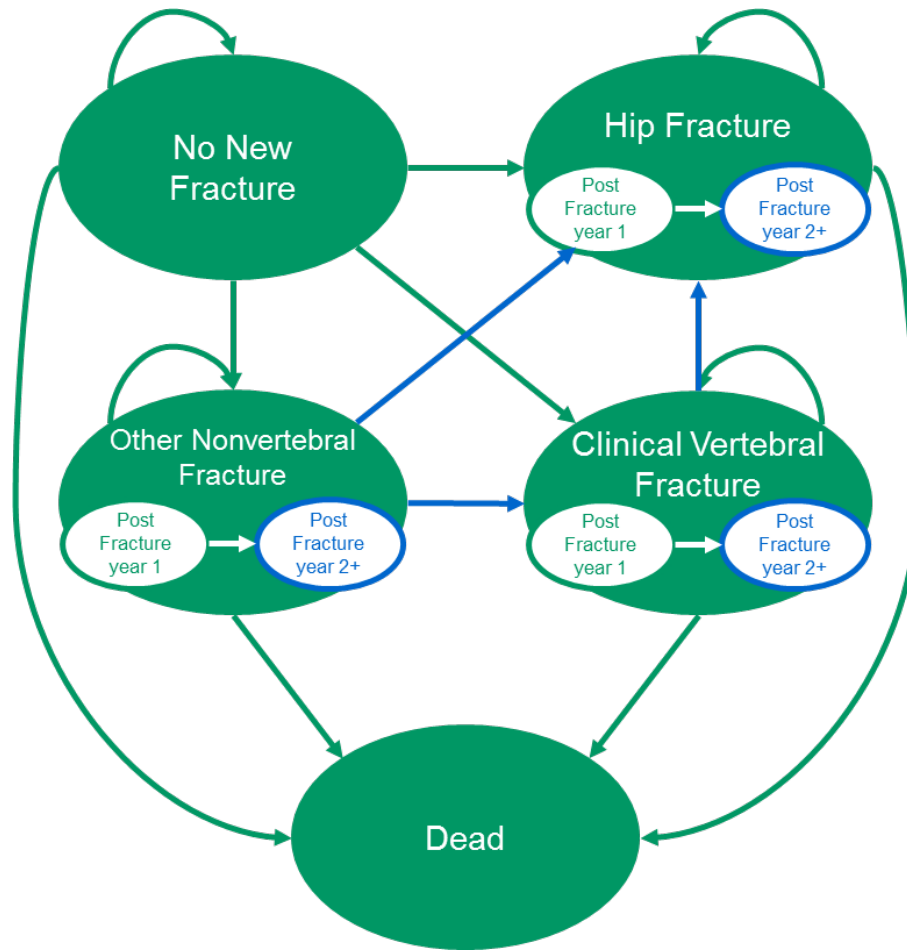 No New
Fracture
Hip Fracture
Post
Fracture
year 1
Post
Fracture
year 2+
Other Nonvertebral
Fracture
Post
Fracture
year 1
Post
Fracture
year 2+
Clinical Vertebral
Fracture
Post
Fracture
year 1
Post
Fracture
year 2+
Dead